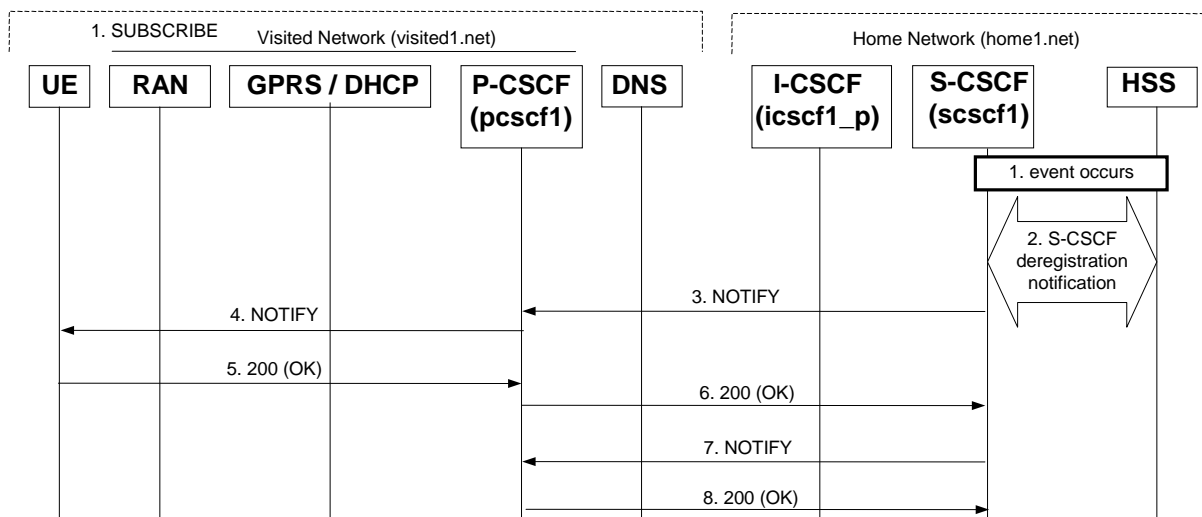 1. SUBSCRIBE
Visited Network (visited1.net)
Home Network (home1.net)
UE
RAN
GPRS / DHCP
P-CSCF
(pcscf1)
DNS
I-CSCF
(icscf1_p)
S-CSCF
(scscf1)
HSS
1. event occurs
2. S-CSCF
deregistration
notification
3. NOTIFY
4. NOTIFY
5. 200 (OK)
6. 200 (OK)
7. NOTIFY
8. 200 (OK)